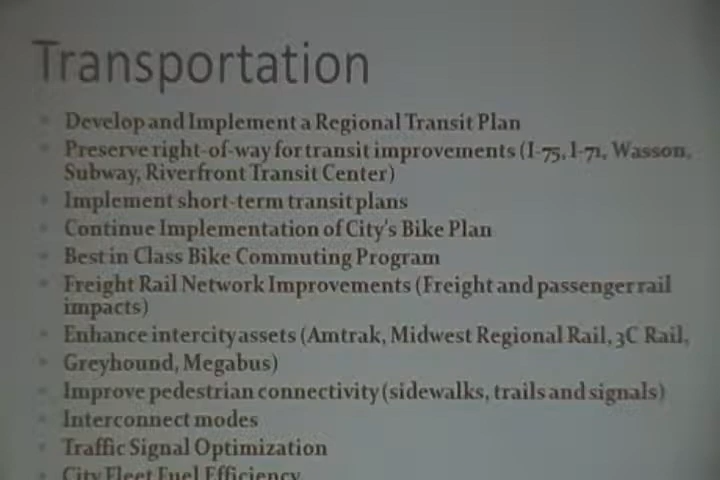 Transportation
Develop and Implement a Regional Transit Plan
Preserve right-of-way for transit improvements (I-75, I-71, Wasson,
Subway, Riverfront Transit Center)
Implement short-term transit plans
Continue Implementation of City's Bike Plan
Best in Class Bike Commuting Program
Freight Rail Network Improvements (Freight and passenger rail
impacts)
Enhance intercity assets (Amtrak, Midwest Regional Rail, 3C Rail,
Greyhound, Megabus)
Improve pedestrian connectivity (sidewalks, trails and signals)
Interconnect modes
Traffic Signal Optimization
City Fleet Fuel Efficiency